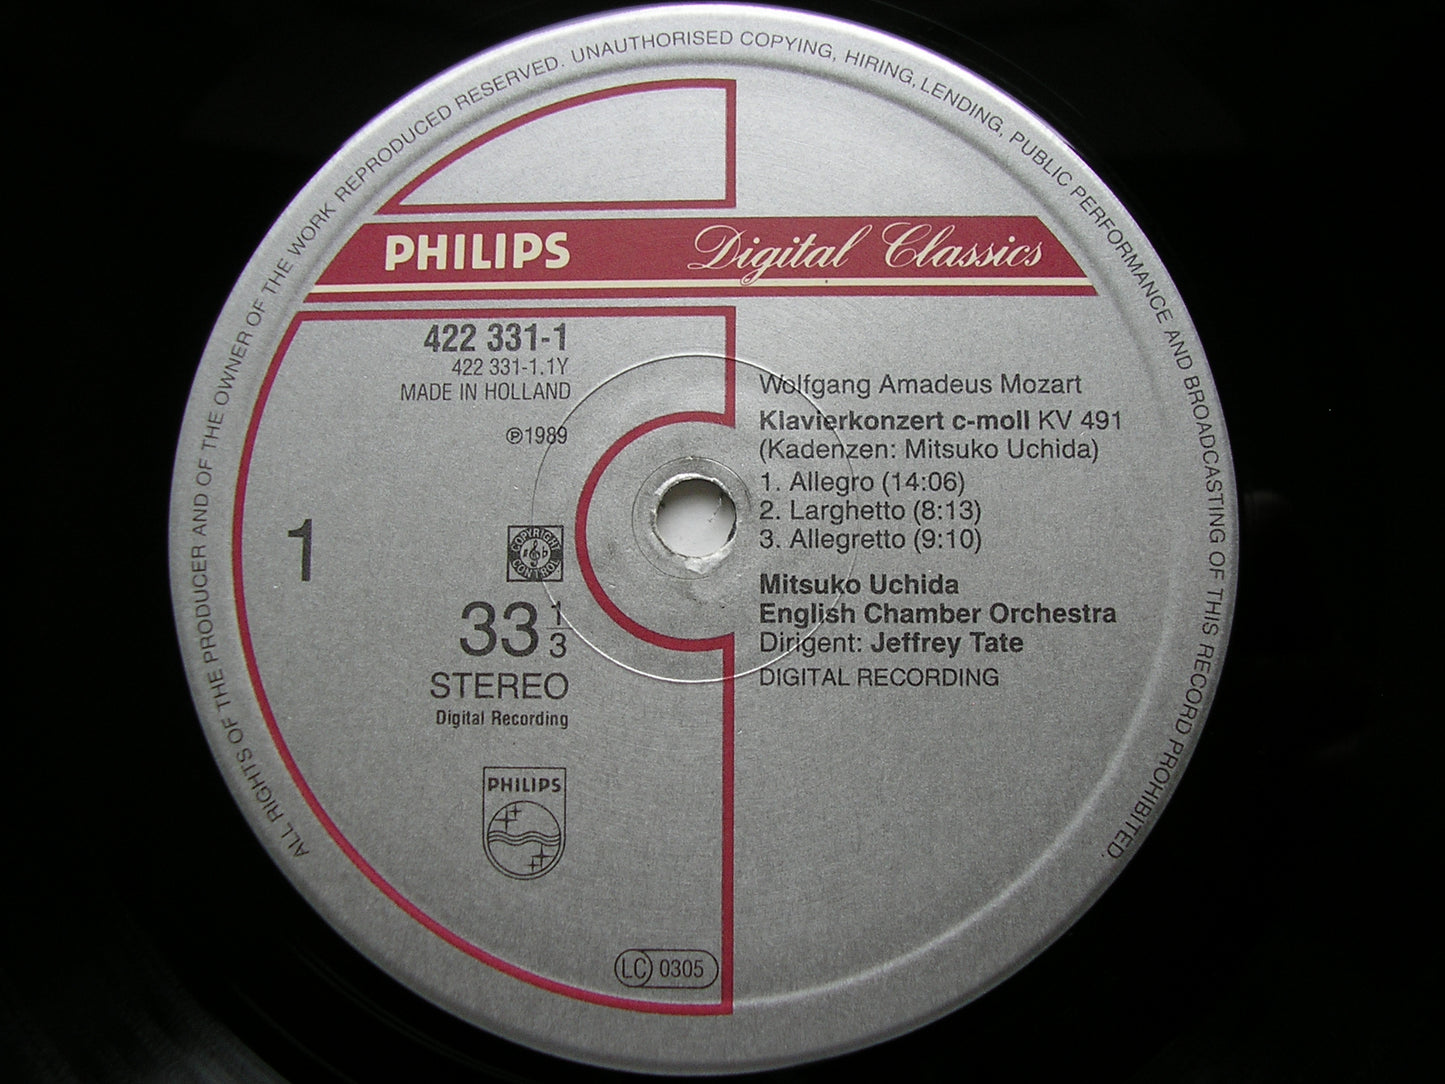 ALL RIGHTS OF THE PRODUCER AND OF THE OWNER OF THE WORK REPRODUCED RESERVED. UNAUTHORISED COPYING, HIRING, LENDING, PUBLIC PERFORMANCE AND BROADCASTING OF THIS RECORD PROHIBITED.
PHILIPS Digital Classics
422 331-1
422 331-1.1Y
MADE IN HOLLAND
℗1989
1
COPYRIGHT
CONTROL
33 1/3
STEREO
Digital Recording
PHILIPS
LC 0305
Wolfgang Amadeus Mozart
Klavierkonzert c-moll KV 491
(Kadenzen: Mitsuko Uchida)
1. Allegro (14:06)
2. Larghetto (8:13)
3. Allegretto (9:10)
Mitsuko Uchida
English Chamber Orchestra
Dirigent: Jeffrey Tate
DIGITAL RECORDING